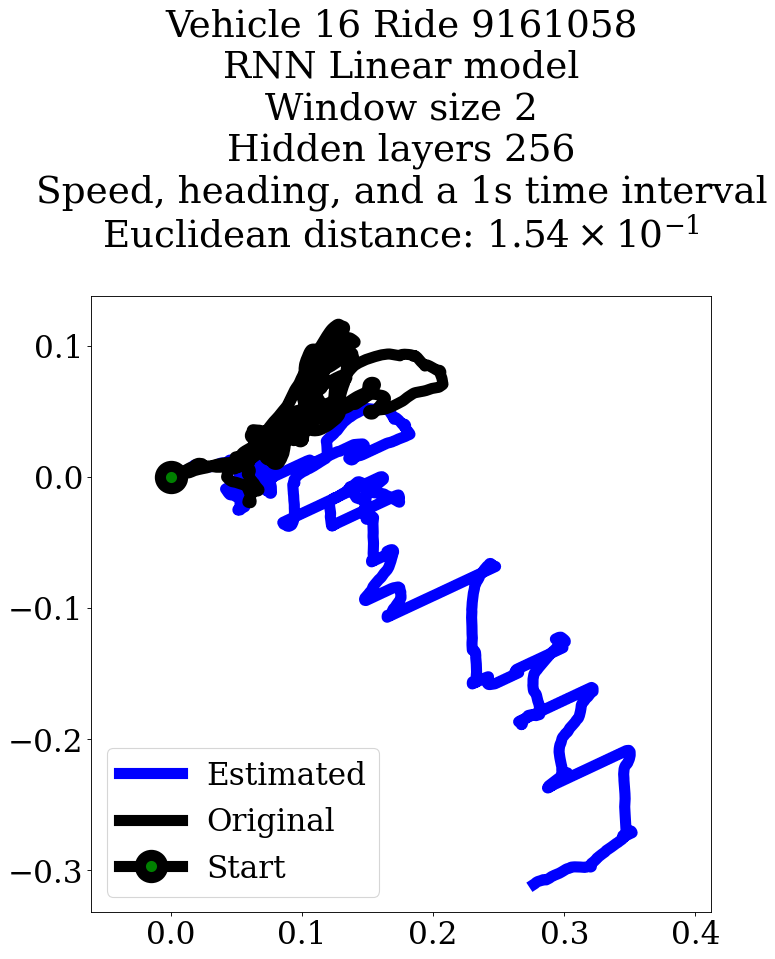 Vehicle 16 Ride 9161058
RNN Linear model
Window size 2
Hidden layers 256
Speed, heading, and a 1s time interval
Euclidean distance: $1.54 \times 10^{-1}$
0.1
0.0
−0.1
−0.2
−0.3
Estimated
Original
Start
0.0 0.1 0.2 0.3 0.4